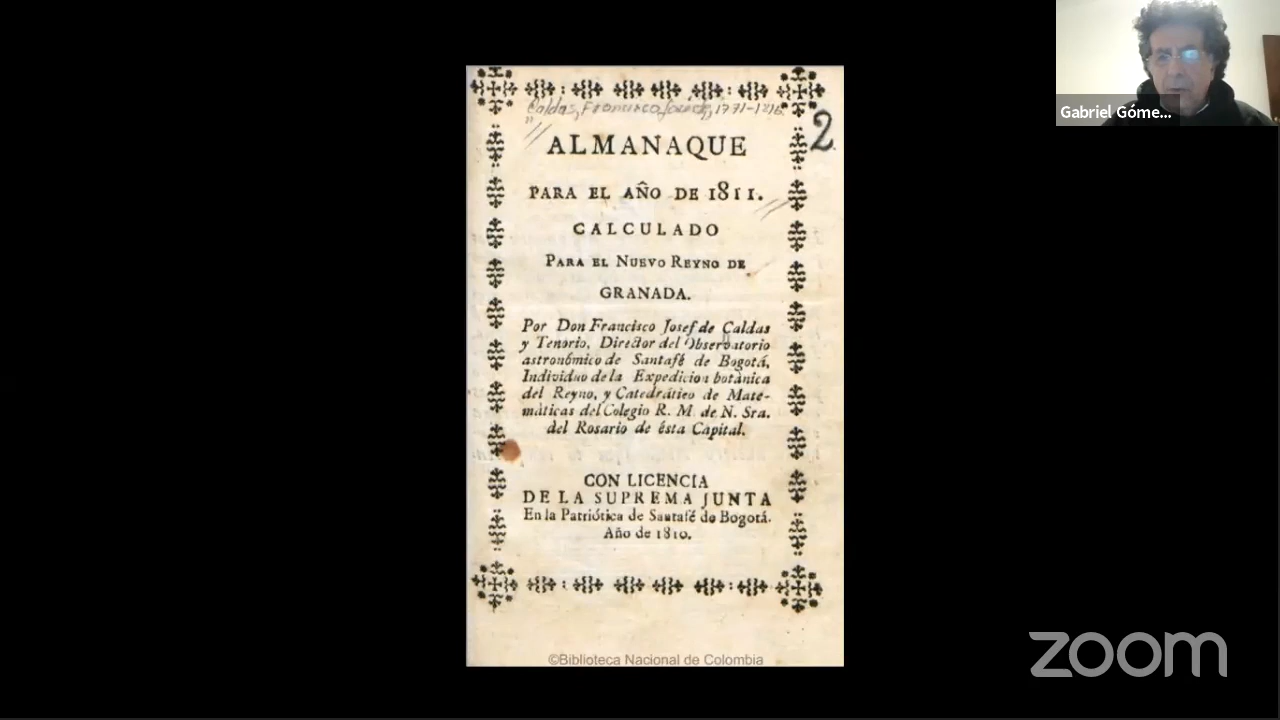 Gabriel Góme...
Caldas, Francisco José de, 1771-1816.
2
ALMANAQUE
PARA EL AÑO DE 1811.
CALCULADO
PARA EL NUEVO REYNO DE
GRANADA.
Por Don Francisco Josef de Caldas
y Tenorio, Director del Observatorio
astronómico de Santafé de Bogotá,
Individuo de la Expedicion botánica
del Reyno, y Catedrático de Mate-
máticas del Colegio R. M. de N. Sra.
del Rosario de ésta Capital.
CON LICENCIA
DE LA SUPREMA JUNTA
En la Patriótica de Santafé de Bogotá.
Año de 1810.
©Biblioteca Nacional de Colombia
zoom